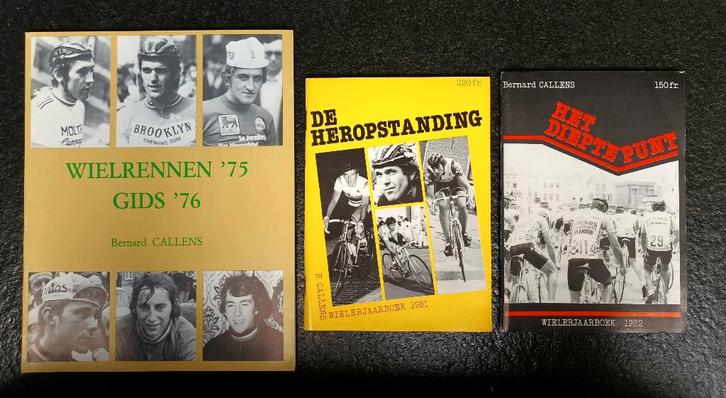 MOLTENI
BROOKLYN
CHEWING GUM
WIELRENNEN '75
GIDS '76
Bernard CALLENS
220 fr.
DE
HEROPSTANDING
B. CALLENS
WIELERJAARBOEK 1981
Bernard CALLENS
150 fr.
HET
DIEPTEPUNT
SPLENDOR
29
WIELERJAARBOEK 1982